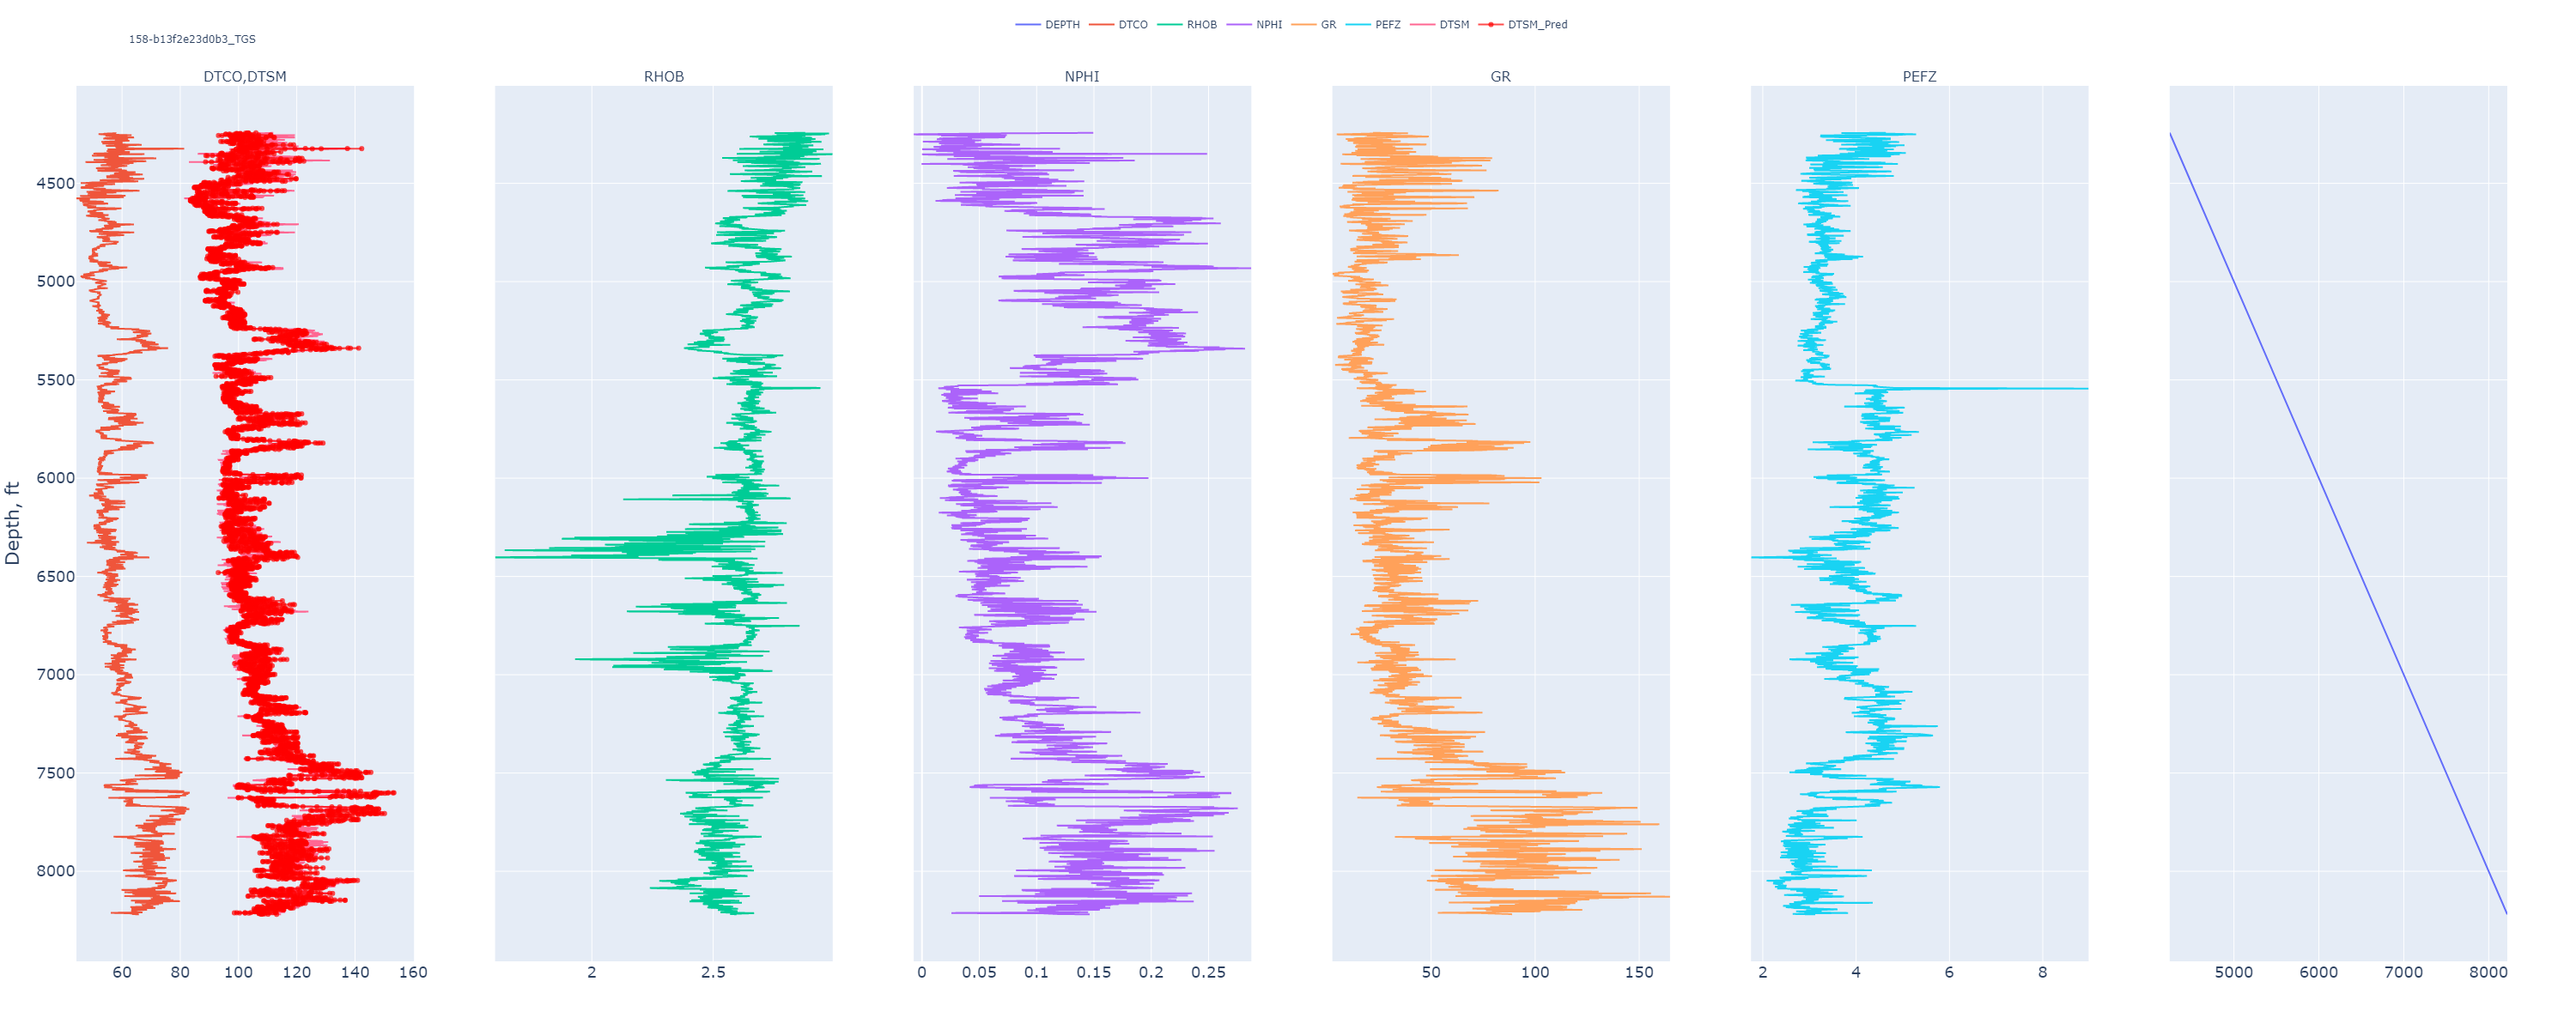 DEPTH DTCO RHOB NPHI GR PEFZ DTSM DTSM_Pred
158-b13f2e23d0b3_TGS
DTCO,DTSM RHOB NPHI GR PEFZ
Depth, ft
4500
5000
5500
6000
6500
7000
7500
8000
60 80 100 120 140 160 2 2.5 0 0.05 0.1 0.15 0.2 0.25 50 100 150 2 4 6 8 5000 6000 7000 8000